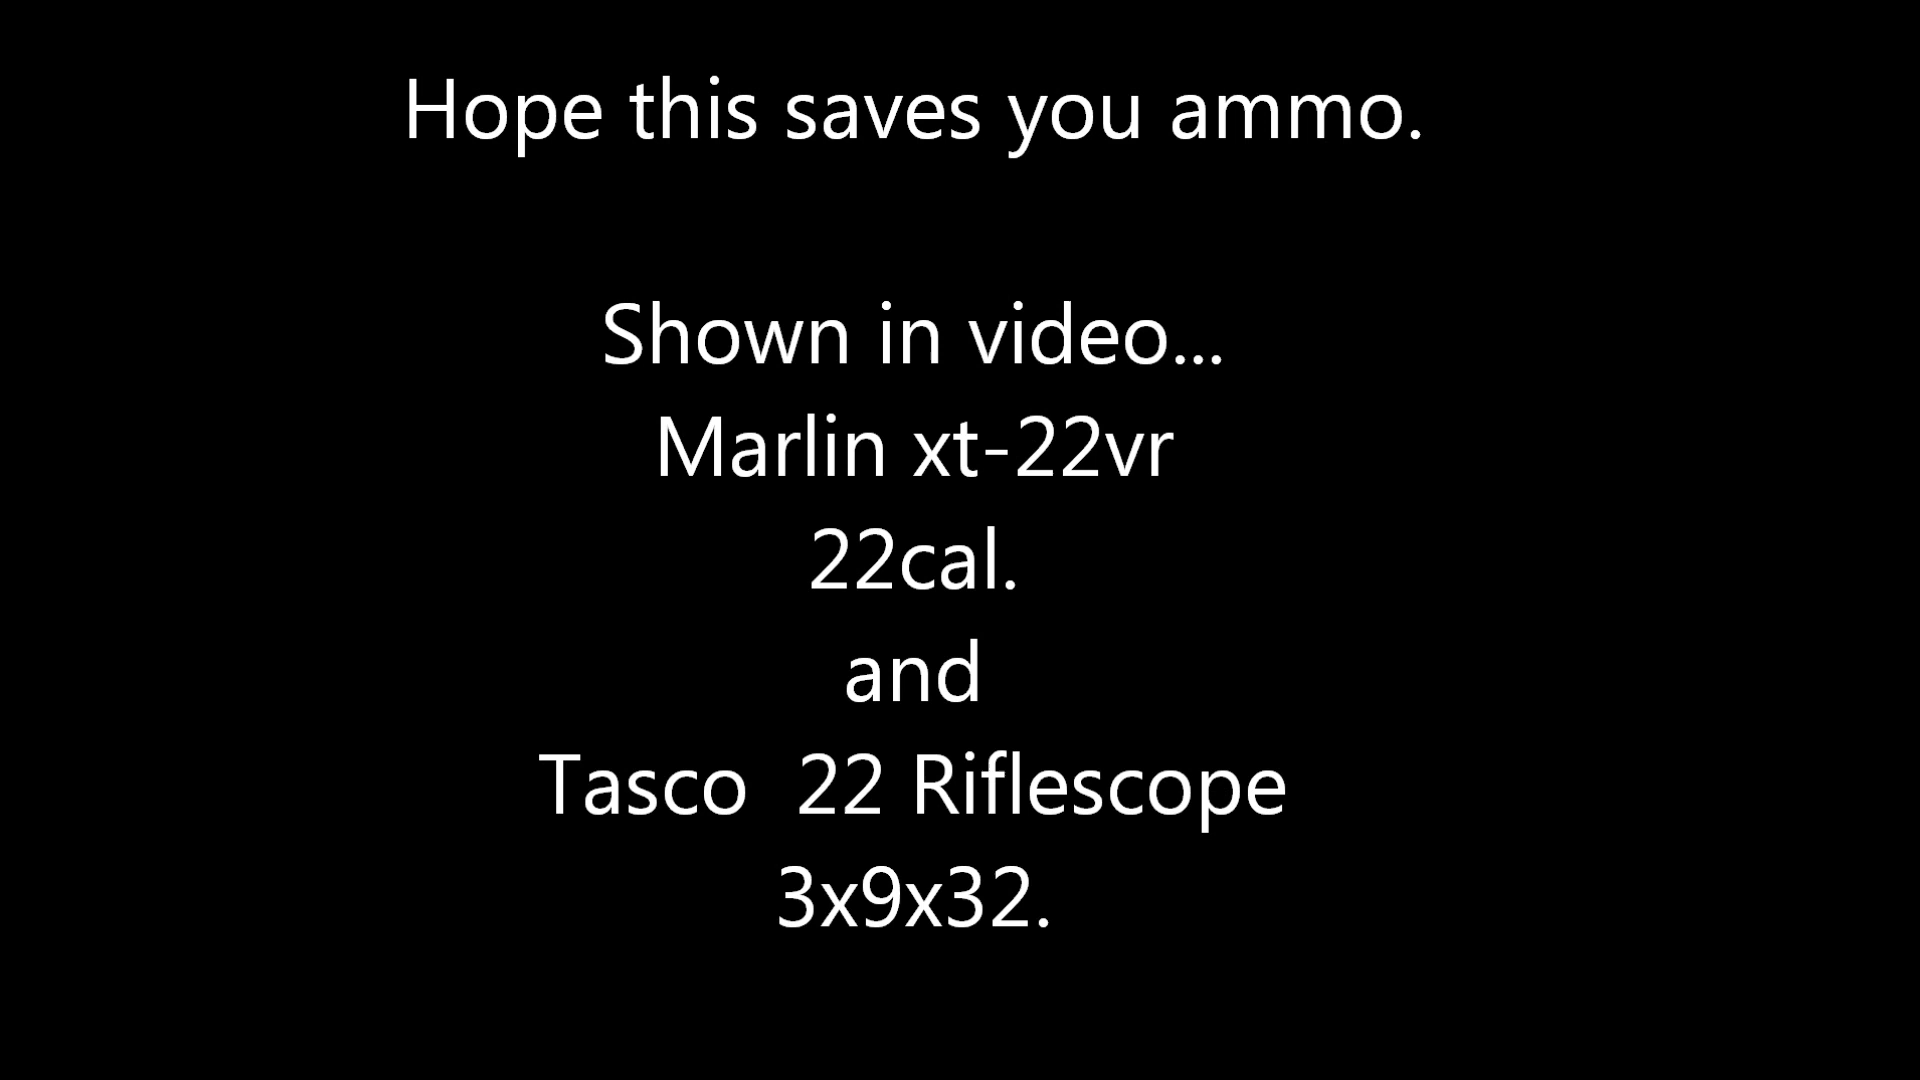 Hope this saves you ammo.
Shown in video...
Marlin xt-22vr
22cal.
and
Tasco  22 Riflescope
3x9x32.